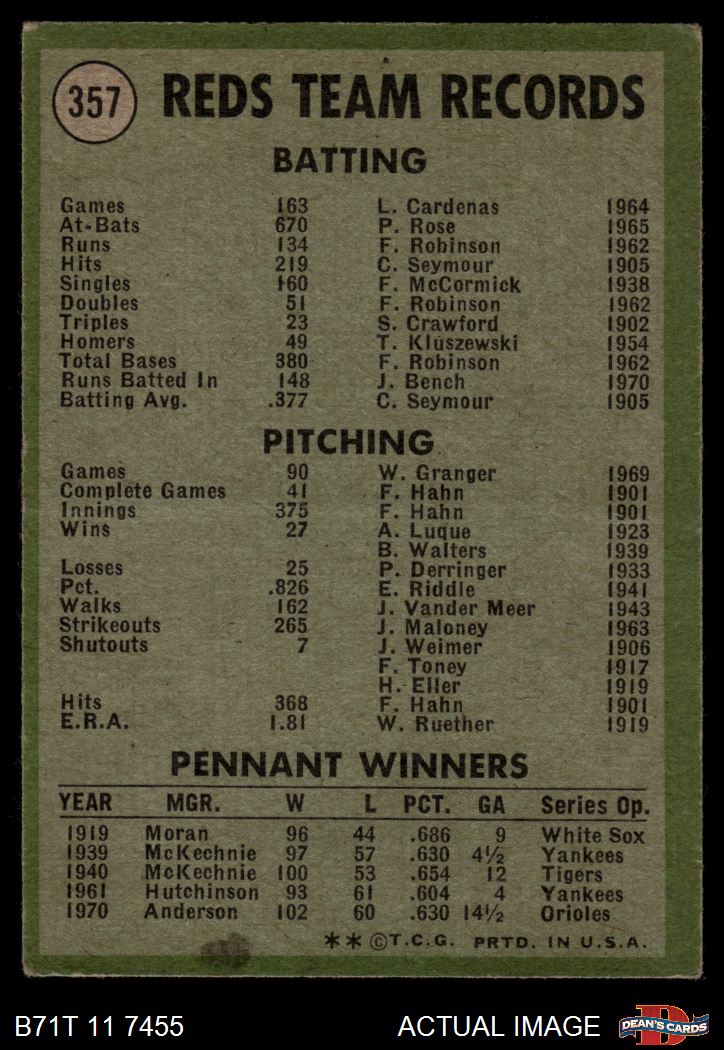 357 REDS TEAM RECORDS
BATTING
Games 163 L. Cardenas 1964
At-Bats 670 P. Rose 1965
Runs 134 F. Robinson 1962
Hits 219 C. Seymour 1905
Singles 160 F. McCormick 1938
Doubles 51 F. Robinson 1962
Triples 23 S. Crawford 1902
Homers 49 T. Kluszewski 1954
Total Bases 380 F. Robinson 1962
Runs Batted In 148 J. Bench 1970
Batting Avg. .377 C. Seymour 1905
PITCHING
Games 90 W. Granger 1969
Complete Games 41 F. Hahn 1901
Innings 375 F. Hahn 1901
Wins 27 A. Luque 1923
B. Walters 1939
Losses 25 P. Derringer 1933
Pct. .826 E. Riddle 1941
Walks 162 J. Vander Meer 1943
Strikeouts 265 J. Maloney 1963
Shutouts 7 J. Weimer 1906
F. Toney 1917
H. Eller 1919
Hits 368 F. Hahn 1901
E.R.A. 1.81 W. Ruether 1919
PENNANT WINNERS
YEAR MGR. W L PCT. GA Series Op.
1919 Moran 96 44 .686 9 White Sox
1939 McKechnie 97 57 .630 4½ Yankees
1940 McKechnie 100 53 .654 12 Tigers
1961 Hutchinson 93 61 .604 4 Yankees
1970 Anderson 102 60 .630 14½ Orioles
** ©T.C.G. PRTD. IN U.S.A.
B71T 11 7455 ACTUAL IMAGE D DEAN'S CARDS